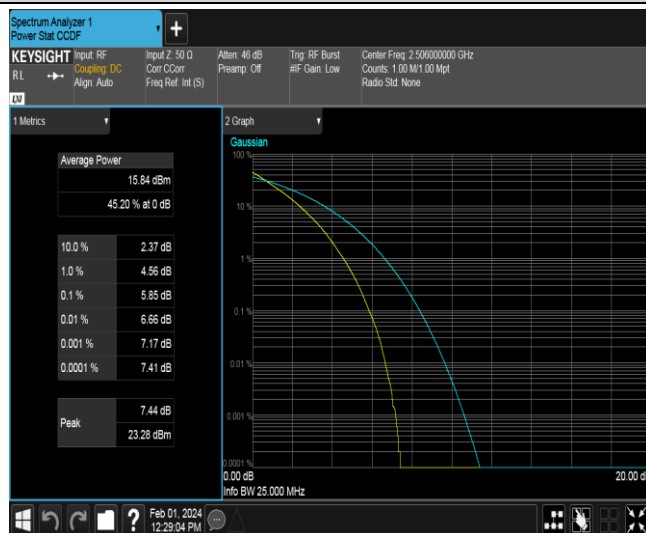 Spectrum Analyzer 1
Power Stat CCDF
+
KEYSIGHT
RL
LXI
Input: RF
Coupling: DC
Align: Auto
Input Z: 50 Ω
Corr CCorr
Freq Ref: Int (S)
Atten: 46 dB
Preamp: Off
Trig: RF Burst
#IF Gain: Low
Center Freq: 2.506000000 GHz
Counts: 1.00 M/1.00 Mpt
Radio Std: None
1 Metrics
Average Power
15.84 dBm
45.20 % at 0 dB
10.0 % 2.37 dB
1.0 % 4.56 dB
0.1 % 5.85 dB
0.01 % 6.66 dB
0.001 % 7.17 dB
0.0001 % 7.41 dB
Peak
7.44 dB
23.28 dBm
2 Graph
Gaussian
100 %
10 %
1 %
0.1 %
0.01 %
0.001 %
0.0001 %
0.00 dB
20.00 d
Info BW 25.000 MHz
?
Feb 01, 2024
12:29:04 PM